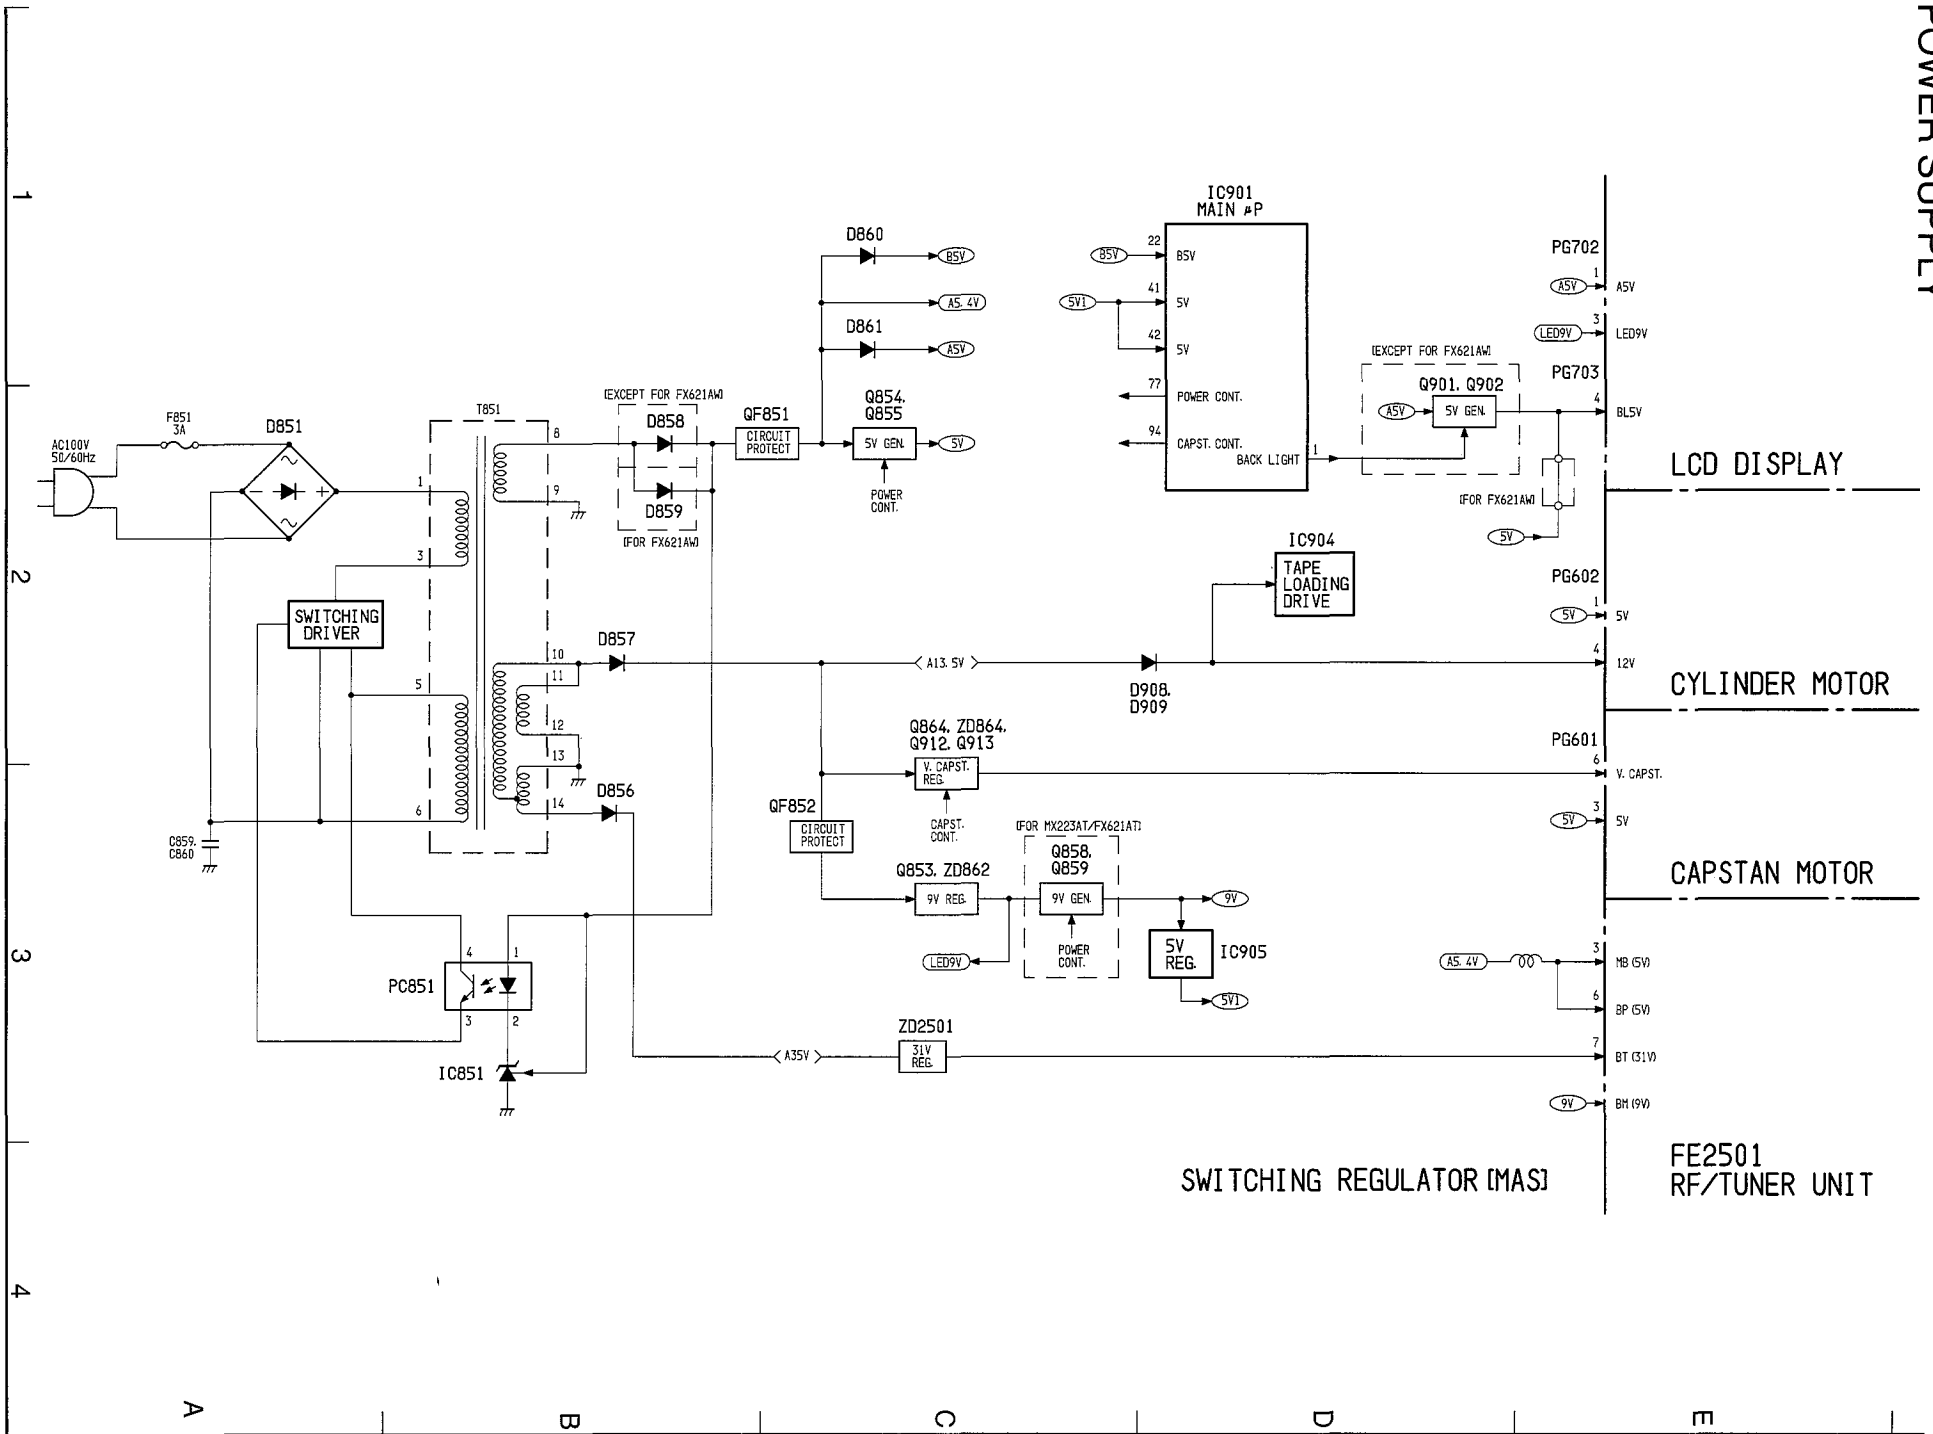 POWER SUPPLY
1
2
3
4
A
B
C
D
E
AC100V
50/60Hz
F851
3A
D851
SWITCHING
DRIVER
C859,
C860
T851
1
3
5
6
8
9
10
11
12
13
14
[EXCEPT FOR FX621AW]
D858
D859
[FOR FX621AW]
D857
D856
PC851
4
1
3
2
IC851
QF851
CIRCUIT
PROTECT
D860
B5V
A5.4V
D861
A5V
Q854,
Q855
5V GEN.
5V
POWER
CONT.
IC901
MAIN µP
B5V
22
B5V
5V1
41
5V
42
5V
77
POWER CONT.
94
CAPST. CONT.
BACK LIGHT
1
[EXCEPT FOR FX621AW]
Q901, Q902
A5V
5V GEN.
[FOR FX621AW]
5V
PG702
A5V
1
A5V
LED9V
3
LED9V
PG703
4
BL5V
LCD DISPLAY
IC904
TAPE
LOADING
DRIVE
A13.5V
D908,
D909
PG602
5V
1
5V
4
12V
CYLINDER MOTOR
Q864, ZD864,
Q912, Q913
V. CAPST.
REG.
CAPST.
CONT.
PG601
6
V. CAPST.
5V
3
5V
CAPSTAN MOTOR
QF852
CIRCUIT
PROTECT
Q853, ZD862
9V REG.
LED9V
[FOR MX223AT/FX621AT]
Q858,
Q859
9V GEN.
POWER
CONT.
9V
5V
REG.
IC905
5V1
A5.4V
3
MB (5V)
6
BP (5V)
A35V
ZD2501
31V
REG.
7
BT (31V)
9V
BM (9V)
SWITCHING REGULATOR [MAS]
FE2501
RF/TUNER UNIT